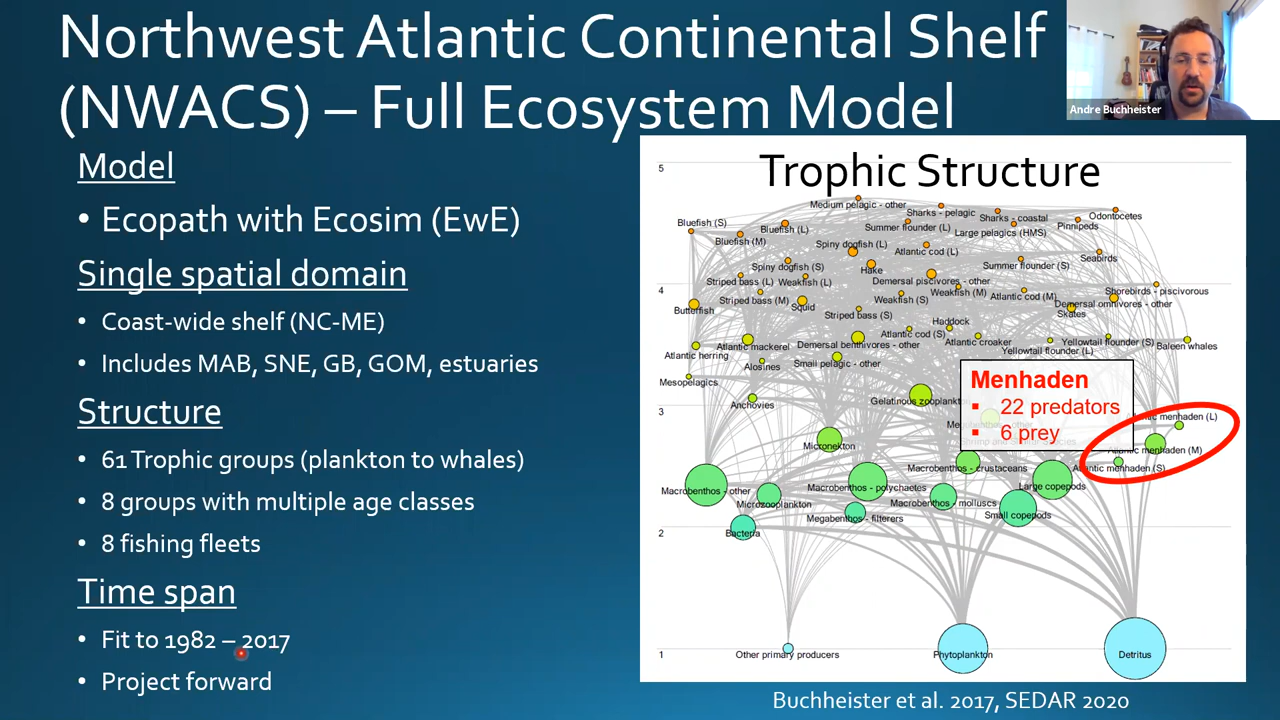 Northwest Atlantic Continental Shelf
(NWACS) – Full Ecosystem Model
Andre Buchheister
Model
• Ecopath with Ecosim (EwE)
Single spatial domain
• Coast-wide shelf (NC-ME)
• Includes MAB, SNE, GB, GOM, estuaries
Structure
• 61 Trophic groups (plankton to whales)
• 8 groups with multiple age classes
• 8 fishing fleets
Time span
• Fit to 1982 – 2017
• Project forward
Trophic Structure
5
Medium pelagic - other
Sharks - pelagic
Sharks - coastal
Odontocetes
Bluefish (S)
Bluefish (L)
Summer flounder (L)
Large pelagics (HMS)
Pinnipeds
Bluefish (M)
Spiny dogfish (L)
Atlantic cod (L)
Seabirds
Spiny dogfish (S)
Hake
Summer flounder (S)
Striped bass (L)
Weakfish (L)
Demersal piscivores - other
4
Striped bass (M)
Weakfish (S)
Weakfish (M)
Atlantic cod (M)
Shorebirds - piscivorous
Butterfish
Squid
Striped bass (S)
Demersal omnivores - other
Skates
Haddock
Atlantic cod (S)
Atlantic croaker
Yellowtail flounder (S)
Atlantic mackerel
Demersal benthivores - other
Yellowtail flounder (L)
Baleen whales
Atlantic herring
Alosines
Small pelagic - other
Mesopelagics
Menhaden
▪ 22 predators
▪ 6 prey
Anchovies
Gelatinous zooplankt
3
menhaden (L)
Micronekton
menhaden (M)
Macrobenthos - crustaceans
Atlantic menhaden (S)
Macrobenthos - other
Macrobenthos - polychaetes
Large copepods
Microzooplankton
Macrobenthos - molluscs
Megabenthos - filterers
Small copepods
2
Bacteria
1
Other primary producers
Phytoplankton
Detritus
Buchheister et al. 2017, SEDAR 2020